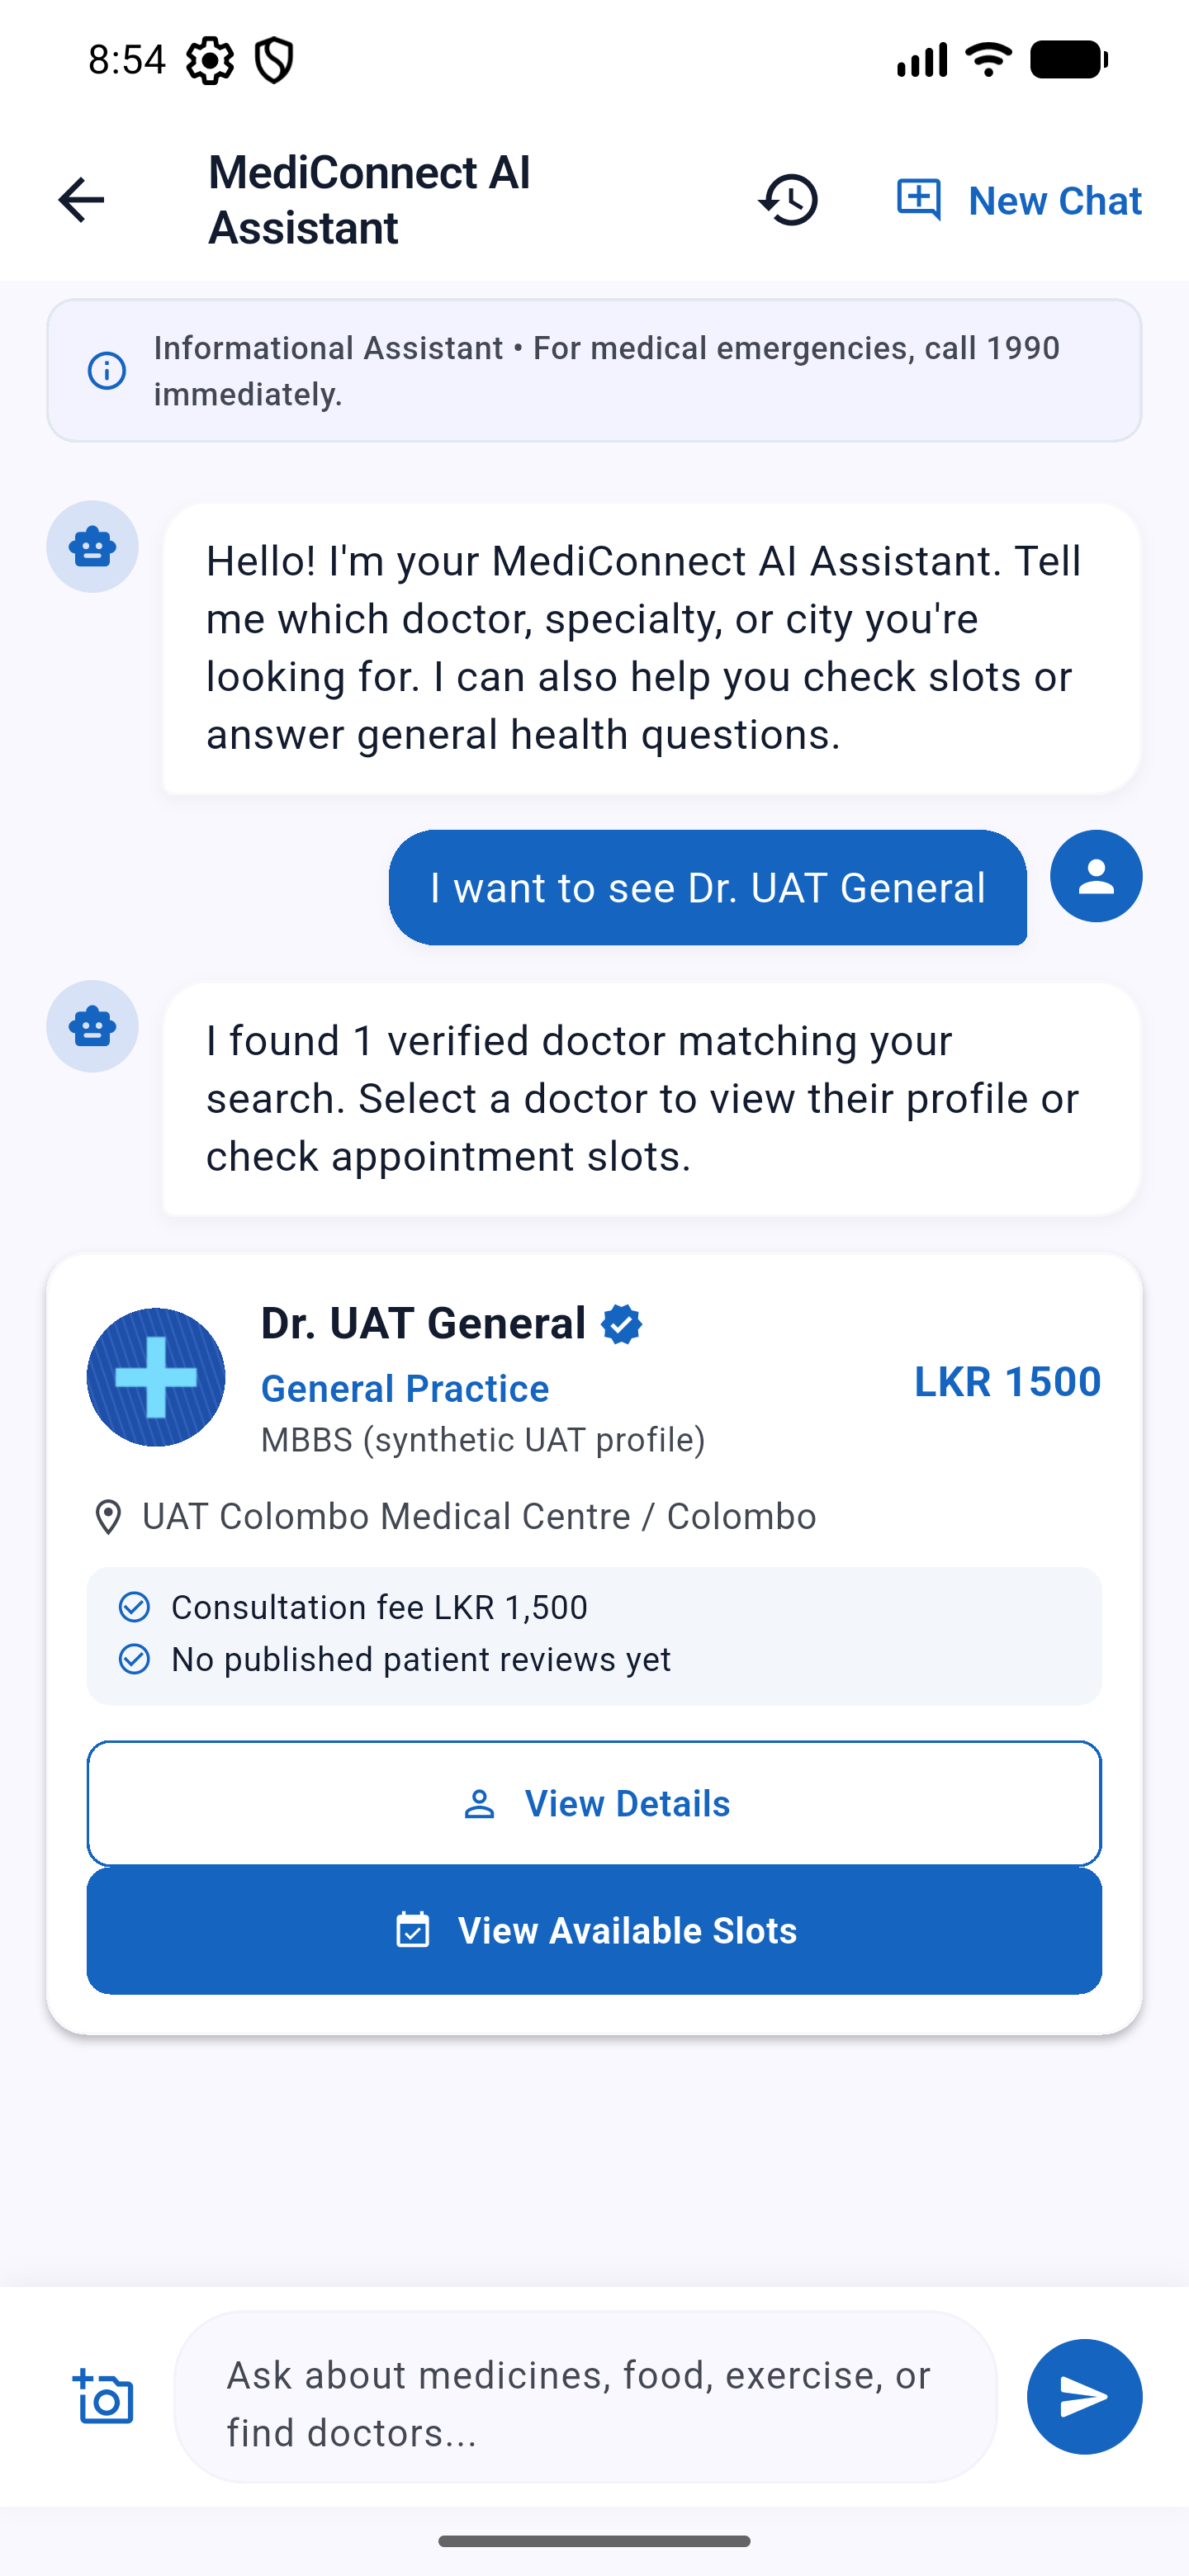 8:54
MediConnect AI
Assistant
New Chat
Informational Assistant • For medical emergencies, call 1990
immediately.
Hello! I'm your MediConnect AI Assistant. Tell
me which doctor, specialty, or city you're
looking for. I can also help you check slots or
answer general health questions.
I want to see Dr. UAT General
I found 1 verified doctor matching your
search. Select a doctor to view their profile or
check appointment slots.
Dr. UAT General
General Practice
LKR 1500
MBBS (synthetic UAT profile)
UAT Colombo Medical Centre / Colombo
Consultation fee LKR 1,500
No published patient reviews yet
View Details
View Available Slots
Ask about medicines, food, exercise, or
find doctors...